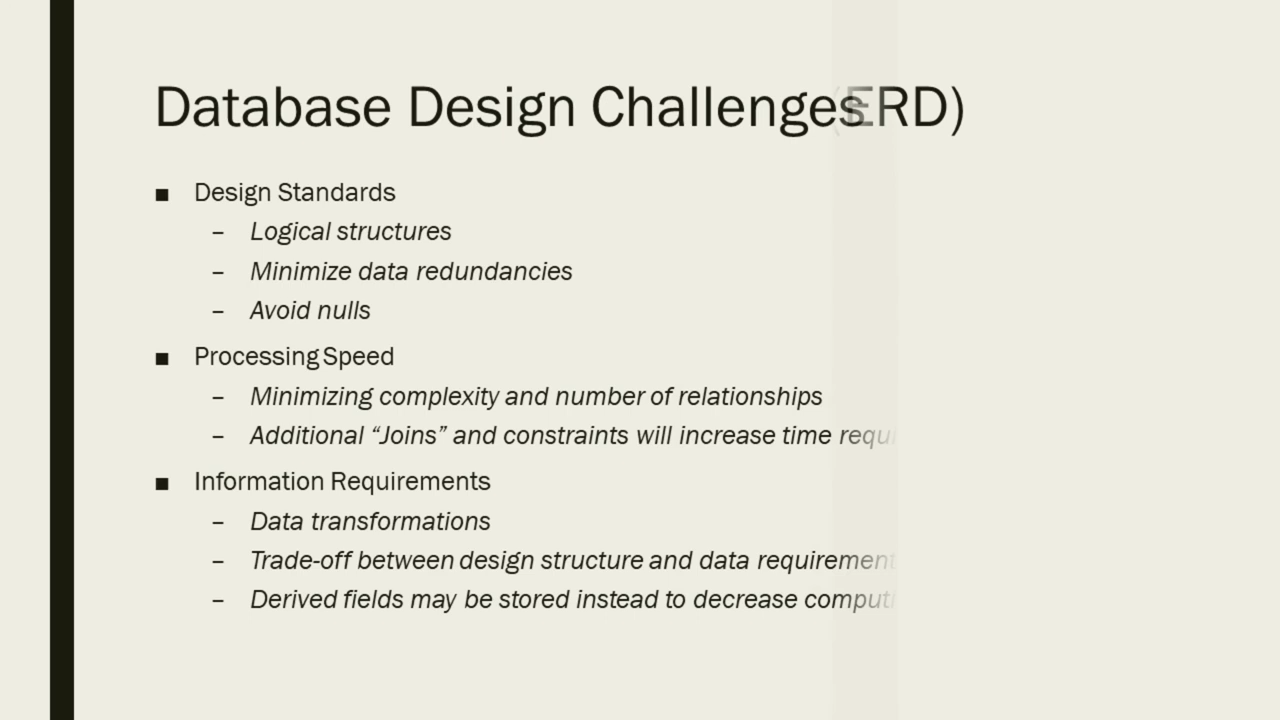 Database Design Challenges ERD)
■ Design Standards
– Logical structures
– Minimize data redundancies
– Avoid nulls
■ Processing Speed
– Minimizing complexity and number of relationships
– Additional “Joins” and constraints will increase time
■ Information Requirements
– Data transformations
– Trade-off between design structure and data requirement
– Derived fields may be stored instead to decrease